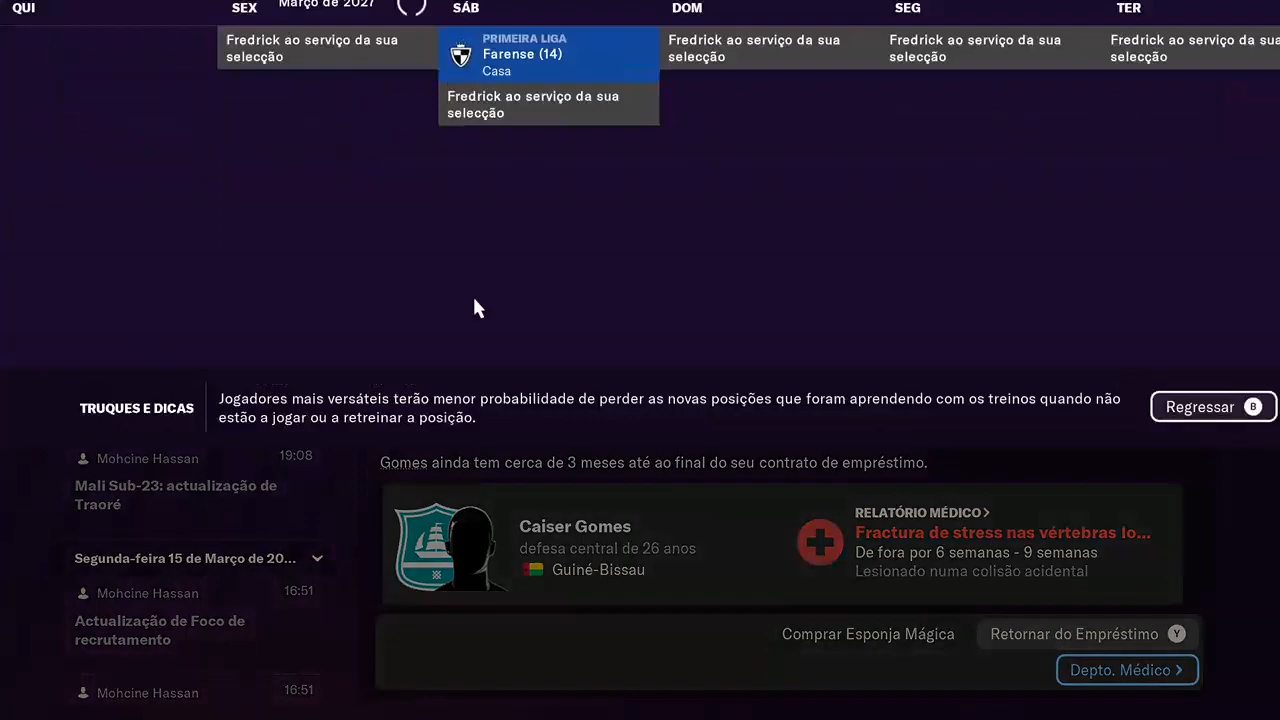 QUI
SEX
Março de 2027
SÁB
DOM
SEG
TER
Fredrick ao serviço da sua
selecção
PRIMEIRA LIGA
Farense (14)
Casa
Fredrick ao serviço da sua
selecção
Fredrick ao serviço da sua
selecção
Fredrick ao serviço da sua
selecção
Fredrick ao serviço da sua
selecção
TRUQUES E DICAS
Jogadores mais versáteis terão menor probabilidade de perder as novas posições que foram aprendendo com os treinos quando não
estão a jogar ou a retreinar a posição.
Regressar B
Mohcine Hassan 19:08
Mali Sub-23: actualização de
Traoré
Segunda-feira 15 de Março de 20...
Mohcine Hassan 16:51
Actualização de Foco de
recrutamento
Mohcine Hassan 16:51
Gomes ainda tem cerca de 3 meses até ao final do seu contrato de empréstimo.
Caiser Gomes
defesa central de 26 anos
Guiné-Bissau
RELATÓRIO MÉDICO >
Fractura de stress nas vértebras lo...
De fora por 6 semanas - 9 semanas
Lesionado numa colisão acidental
Comprar Esponja Mágica
Retornar do Empréstimo Y
Depto. Médico >